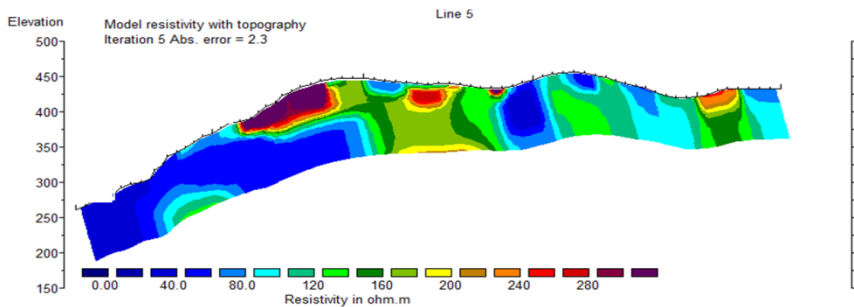 Line 5
Elevation
Model resistivity with topography
Iteration 5 Abs. error = 2.3
500
450
400
350
300
250
200
150
0.00 40.0 80.0 120 160 200 240 280
Resistivity in ohm.m